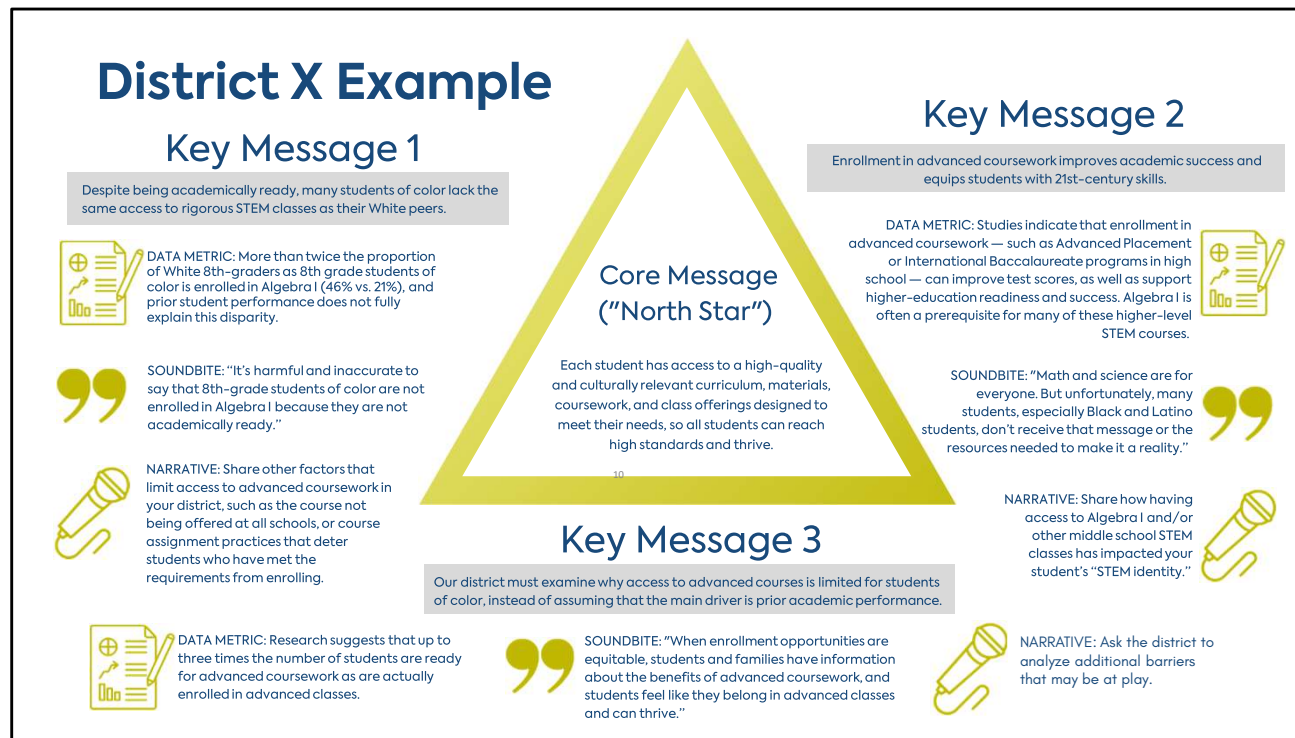 District X Example
Key Message 1
Despite being academically ready, many students of color lack the
same access to rigorous STEM classes as their White peers.
DATA METRIC: More than twice the proportion
of White 8th-graders as 8th grade students of
color is enrolled in Algebra I (46% vs. 21%), and
prior student performance does not fully
explain this disparity.
SOUNDBITE: “It’s harmful and inaccurate to
say that 8th-grade students of color are not
enrolled in Algebra I because they are not
academically ready.”
NARRATIVE: Share other factors that
limit access to advanced coursework in
your district, such as the course not
being offered at all schools, or course
assignment practices that deter
students who have met the
requirements from enrolling.
Core Message
("North Star")
Each student has access to a high-quality
and culturally relevant curriculum, materials,
coursework, and class offerings designed to
meet their needs, so all students can reach
high standards and thrive.
10
Key Message 2
Enrollment in advanced coursework improves academic success and
equips students with 21st-century skills.
DATA METRIC: Studies indicate that enrollment in
advanced coursework — such as Advanced Placement
or International Baccalaureate programs in high
school — can improve test scores, as well as support
higher-education readiness and success. Algebra I is
often a prerequisite for many of these higher-level
STEM courses.
SOUNDBITE: "Math and science are for
everyone. But unfortunately, many
students, especially Black and Latino
students, don’t receive that message or the
resources needed to make it a reality.”
NARRATIVE: Share how having
access to Algebra I and/or
other middle school STEM
classes has impacted your
student’s “STEM identity.”
Key Message 3
Our district must examine why access to advanced courses is limited for students
of color, instead of assuming that the main driver is prior academic performance.
DATA METRIC: Research suggests that up to
three times the number of students are ready
for advanced coursework as are actually
enrolled in advanced classes.
SOUNDBITE: "When enrollment opportunities are
equitable, students and families have information
about the benefits of advanced coursework, and
students feel like they belong in advanced classes
and can thrive.”
NARRATIVE: Ask the district to
analyze additional barriers
that may be at play.